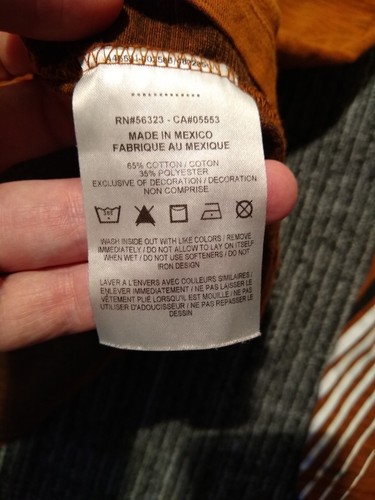 RN#56323 - CA#05553
MADE IN MEXICO
FABRIQUE AU MEXIQUE
65% COTTON / COTON
35% POLYESTER
EXCLUSIVE OF DECORATION / DECORATION
NON COMPRISE
WASH INSIDE OUT WITH LIKE COLORS / REMOVE
IMMEDIATELY / DO NOT ALLOW TO LAY ON ITSELF
WHEN WET / DO NOT USE SOFTENERS / DO NOT
IRON DESIGN
LAVER A L'ENVERS AVEC COULEURS SIMILAIRES /
ENLEVER IMMEDIATEMENT / NE PAS LAISSER LE
VÊTEMENT PLIÉ LORSQU'IL EST MOUILLÉ / NE PAS
UTILISER D'ADOUCISSEUR / NE PAS REPASSER LE
DESSIN